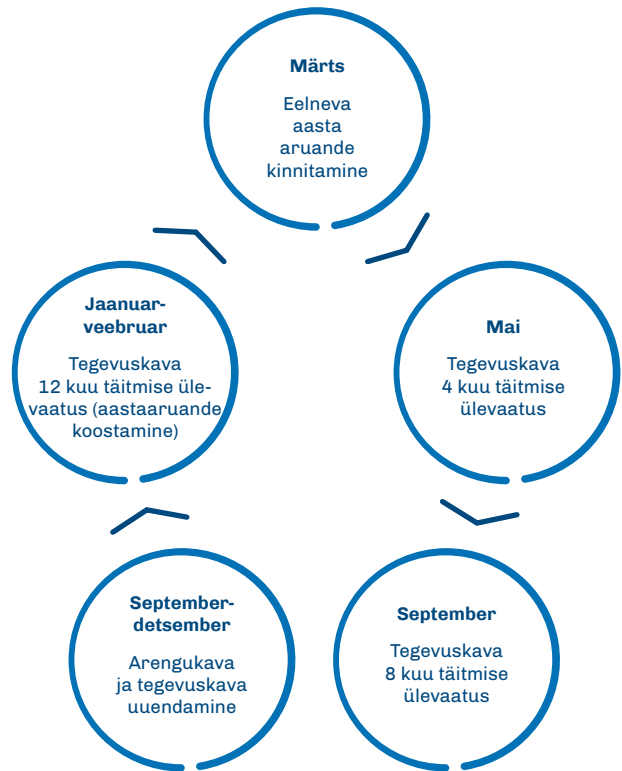 Märts
Eelneva
aasta
aruande
kinnitamine
Jaanuar-
veebruar
Tegevuskava
12 kuu täitmise üle-
vaatus (aastaaruande
koostamine)
Mai
Tegevuskava
4 kuu täitmise
ülevaatus
September-
detsember
Arengukava
ja tegevuskava
uuendamine
September
Tegevuskava
8 kuu täitmise
ülevaatus